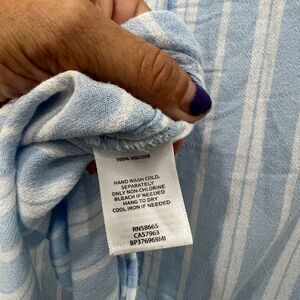 100% VISCOSE
HAND WASH COLD,
SEPARATELY
ONLY NON-CHLORINE
BLEACH IF NEEDED
HANG TO DRY
COOL IRON IF NEEDED
RN58665
CA57963
BP37696BMI